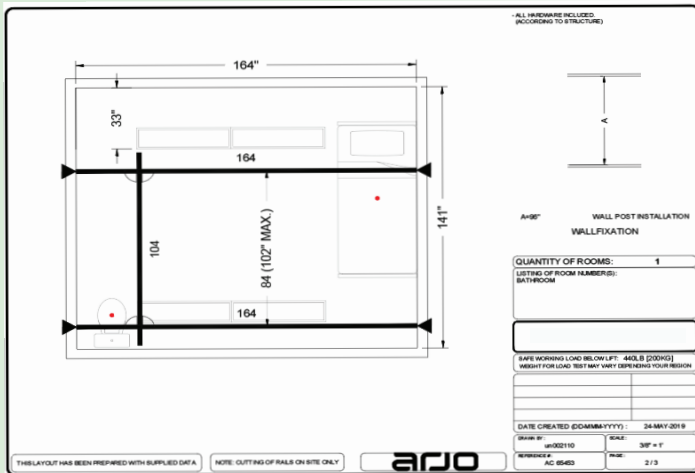 - ALL HARDWARE INCLUDED.
(ACCORDING TO STRUCTURE)
164"
33"
164
A
141"
84 (102" MAX.)
104
A=96" WALL POST INSTALLATION
WALLFIXATION
QUANTITY OF ROOMS: 1
LISTING OF ROOM NUMBER(S):
BATHROOM
164
SAFE WORKING LOAD BELOW LIFT: 440LB [200KG]
WEIGHT FOR LOAD TEST MAY VARY DEPENDING YOUR REGION
DATE CREATED (DD-MMM-YYYY) : 24-MAY-2019
DRAWN BY: SCALE:
un002110 3/8" = 1'
REFERENCE #: PAGE:
AC 65453 2 / 3
THIS LAYOUT HAS BEEN PREPARED WITH SUPPLIED DATA
NOTE: CUTTING OF RAILS ON SITE ONLY
arjo